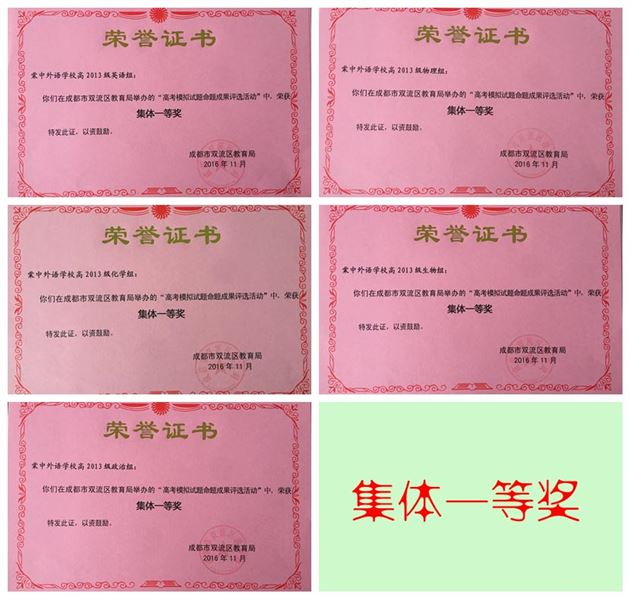 荣誉证书
棠中外语学校高2013级英语组：
你们在成都市双流区教育局举办的“高考模拟试题命题成果评选活动”中，荣获
集体一等奖
特发此证，以资鼓励。
成都市双流区教育局
2016年11月
荣誉证书
棠中外语学校高2013级物理组：
你们在成都市双流区教育局举办的“高考模拟试题命题成果评选活动”中，荣获
集体一等奖
特发此证，以资鼓励。
成都市双流区教育局
2016年11月
荣誉证书
棠中外语学校高2013级化学组：
你们在成都市双流区教育局举办的“高考模拟试题命题成果评选活动”中，荣获
集体一等奖
特发此证，以资鼓励。
成都市双流区教育局
2016年11月
荣誉证书
棠中外语学校高2013级生物组：
你们在成都市双流区教育局举办的“高考模拟试题命题成果评选活动”中，荣获
集体一等奖
特发此证，以资鼓励。
成都市双流区教育局
2016年11月
荣誉证书
棠中外语学校高2013级政治组：
你们在成都市双流区教育局举办的“高考模拟试题命题成果评选活动”中，荣获
集体一等奖
特发此证，以资鼓励。
成都市双流区教育局
2016年11月
集体一等奖